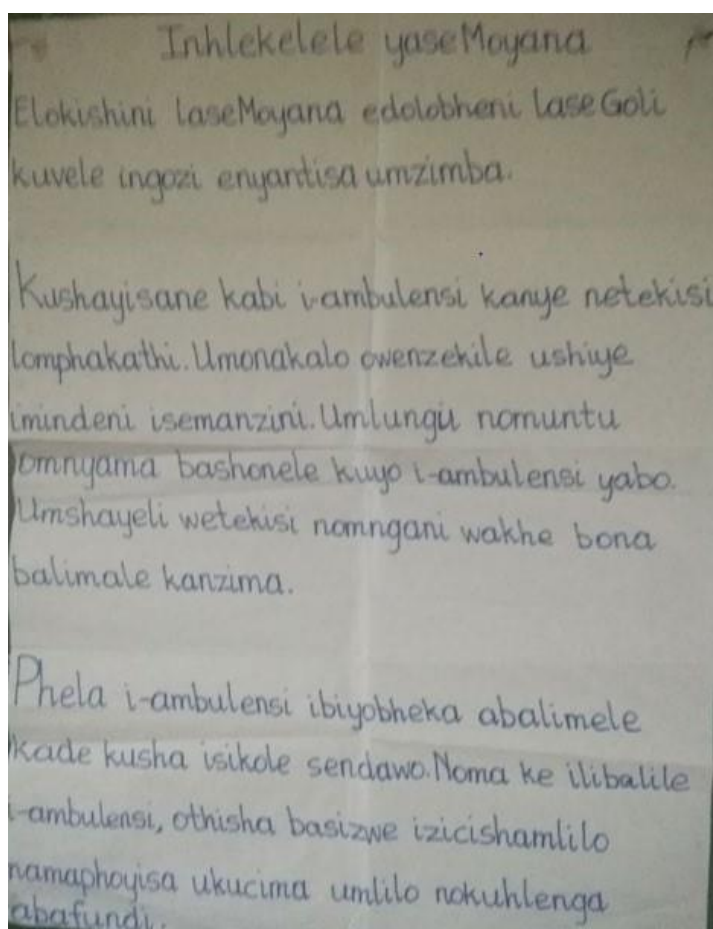 Inhlekelele yaseMoyana
Elokishini laseMoyana edolobheni laseGoli
kuvele ingozi enyantisa umzimba.
Kushayisane kabi i-ambulensi kanye netekisi
lomphakathi. Umonakalo owenzekile ushiye
imindeni isemanzini. Umlungu nomuntu
omnyama bashonele kuyo i-ambulensi yabo.
Umshayeli wetekisi nomngani wakhe bona
balimale kanzima.
Phela i-ambulensi ibiyobheka abalimele
kade kusha isikole sendawo. Noma ke ilibalile
i-ambulensi, othisha basizwe izicishamlilo
namaphoyisa ukucima umlilo nokuhlenga
abafundi.